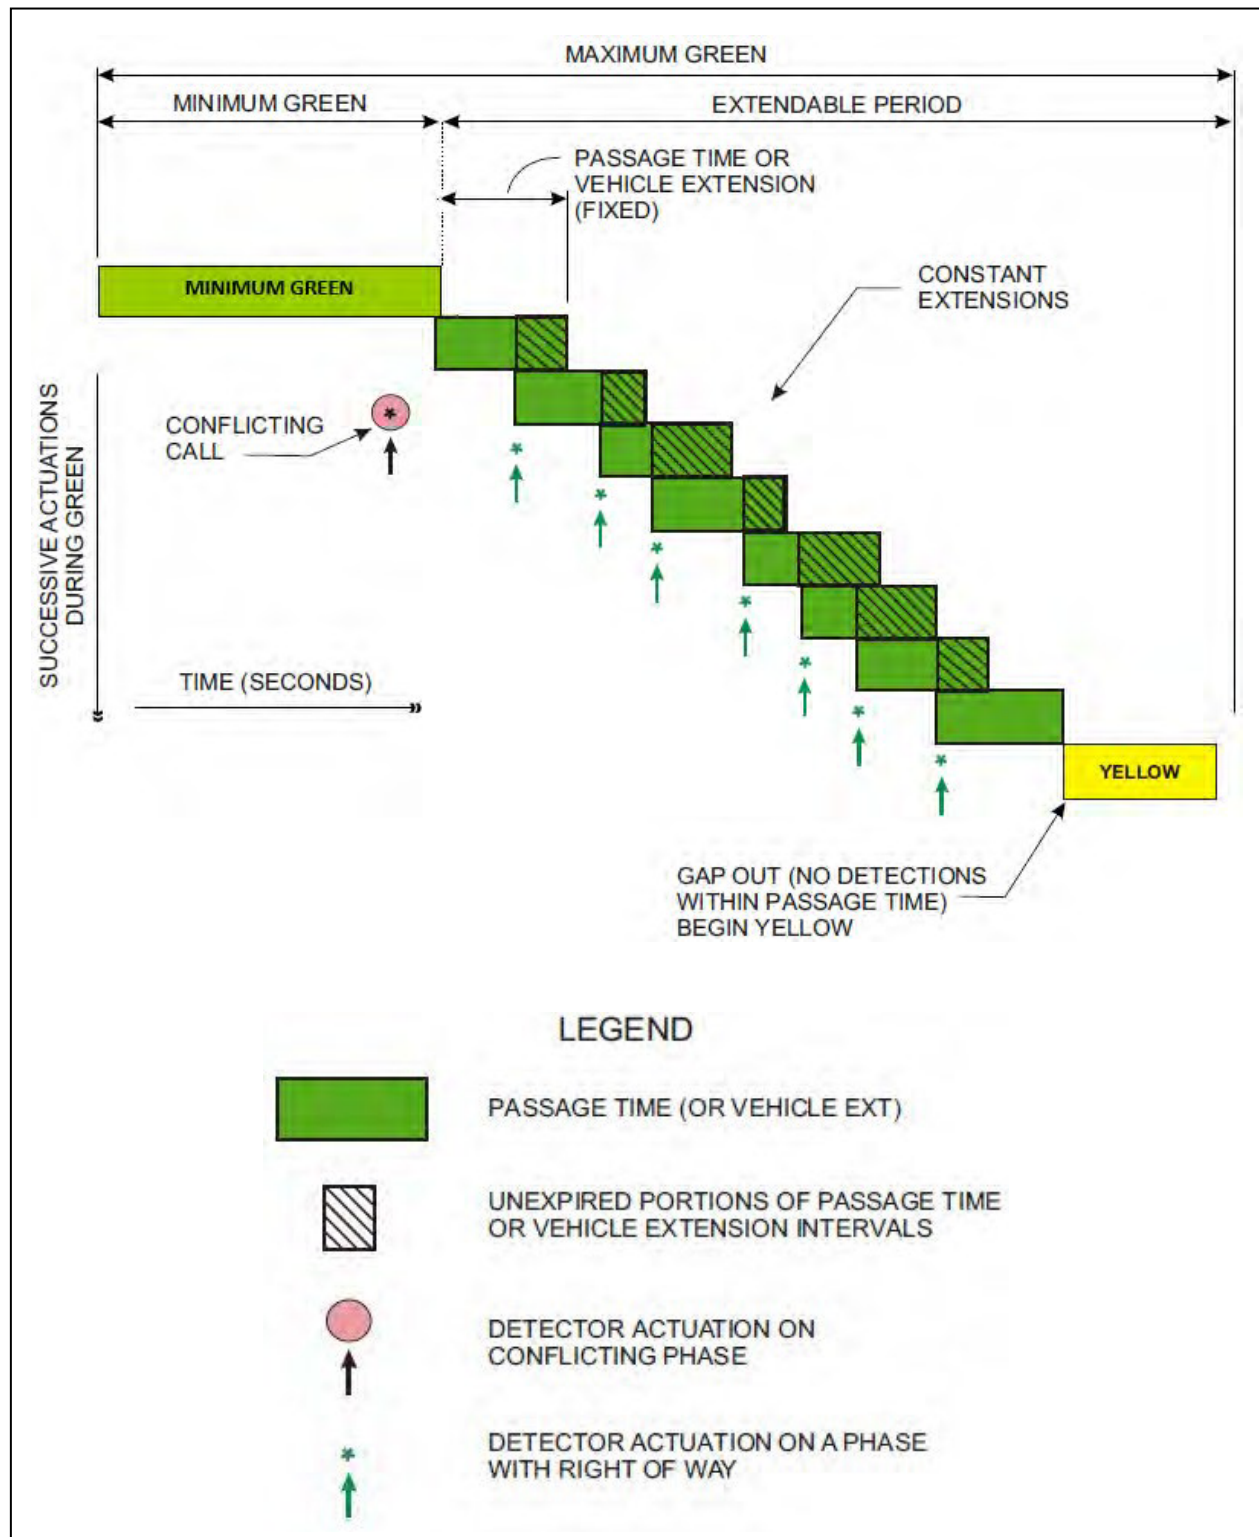 MAXIMUM GREEN
MINIMUM GREEN
EXTENDABLE PERIOD
PASSAGE TIME OR
VEHICLE EXTENSION
(FIXED)
MINIMUM GREEN
CONSTANT
EXTENSIONS
SUCCESSIVE ACTUATIONS
DURING GREEN
CONFLICTING
CALL
TIME (SECONDS)
YELLOW
GAP OUT (NO DETECTIONS
WITHIN PASSAGE TIME)
BEGIN YELLOW
LEGEND
PASSAGE TIME (OR VEHICLE EXT)
UNEXPIRED PORTIONS OF PASSAGE TIME
OR VEHICLE EXTENSION INTERVALS
DETECTOR ACTUATION ON
CONFLICTING PHASE
DETECTOR ACTUATION ON A PHASE
WITH RIGHT OF WAY